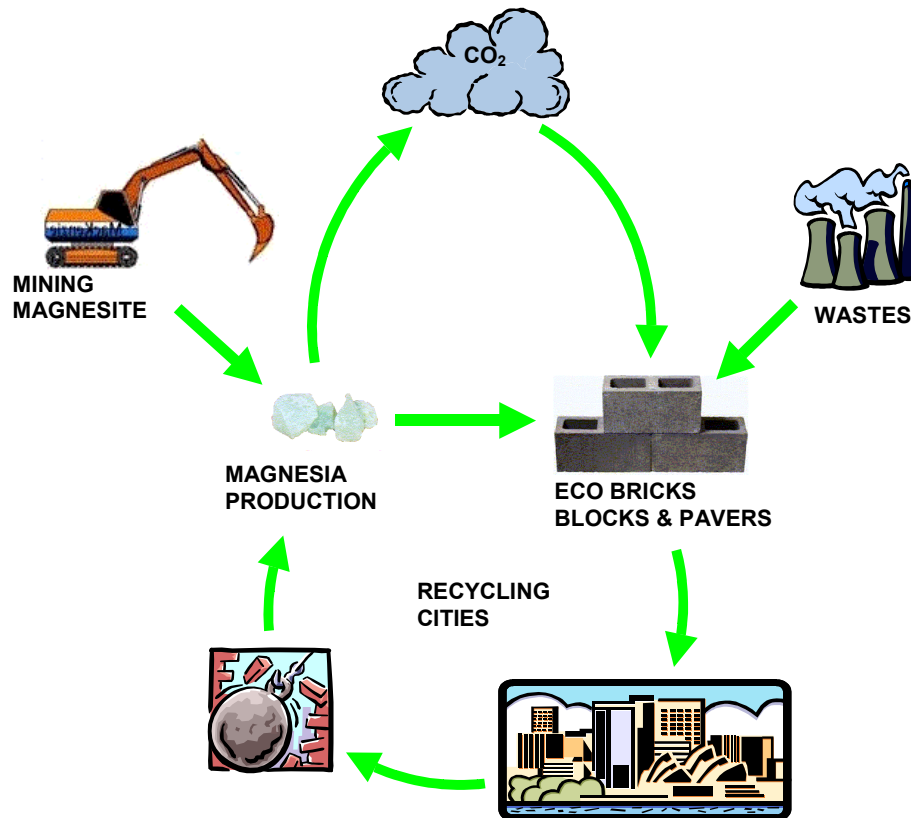 CO₂
MINING
MAGNESITE
WASTES
MAGNESIA
PRODUCTION
ECO BRICKS
BLOCKS & PAVERS
RECYCLING
CITIES